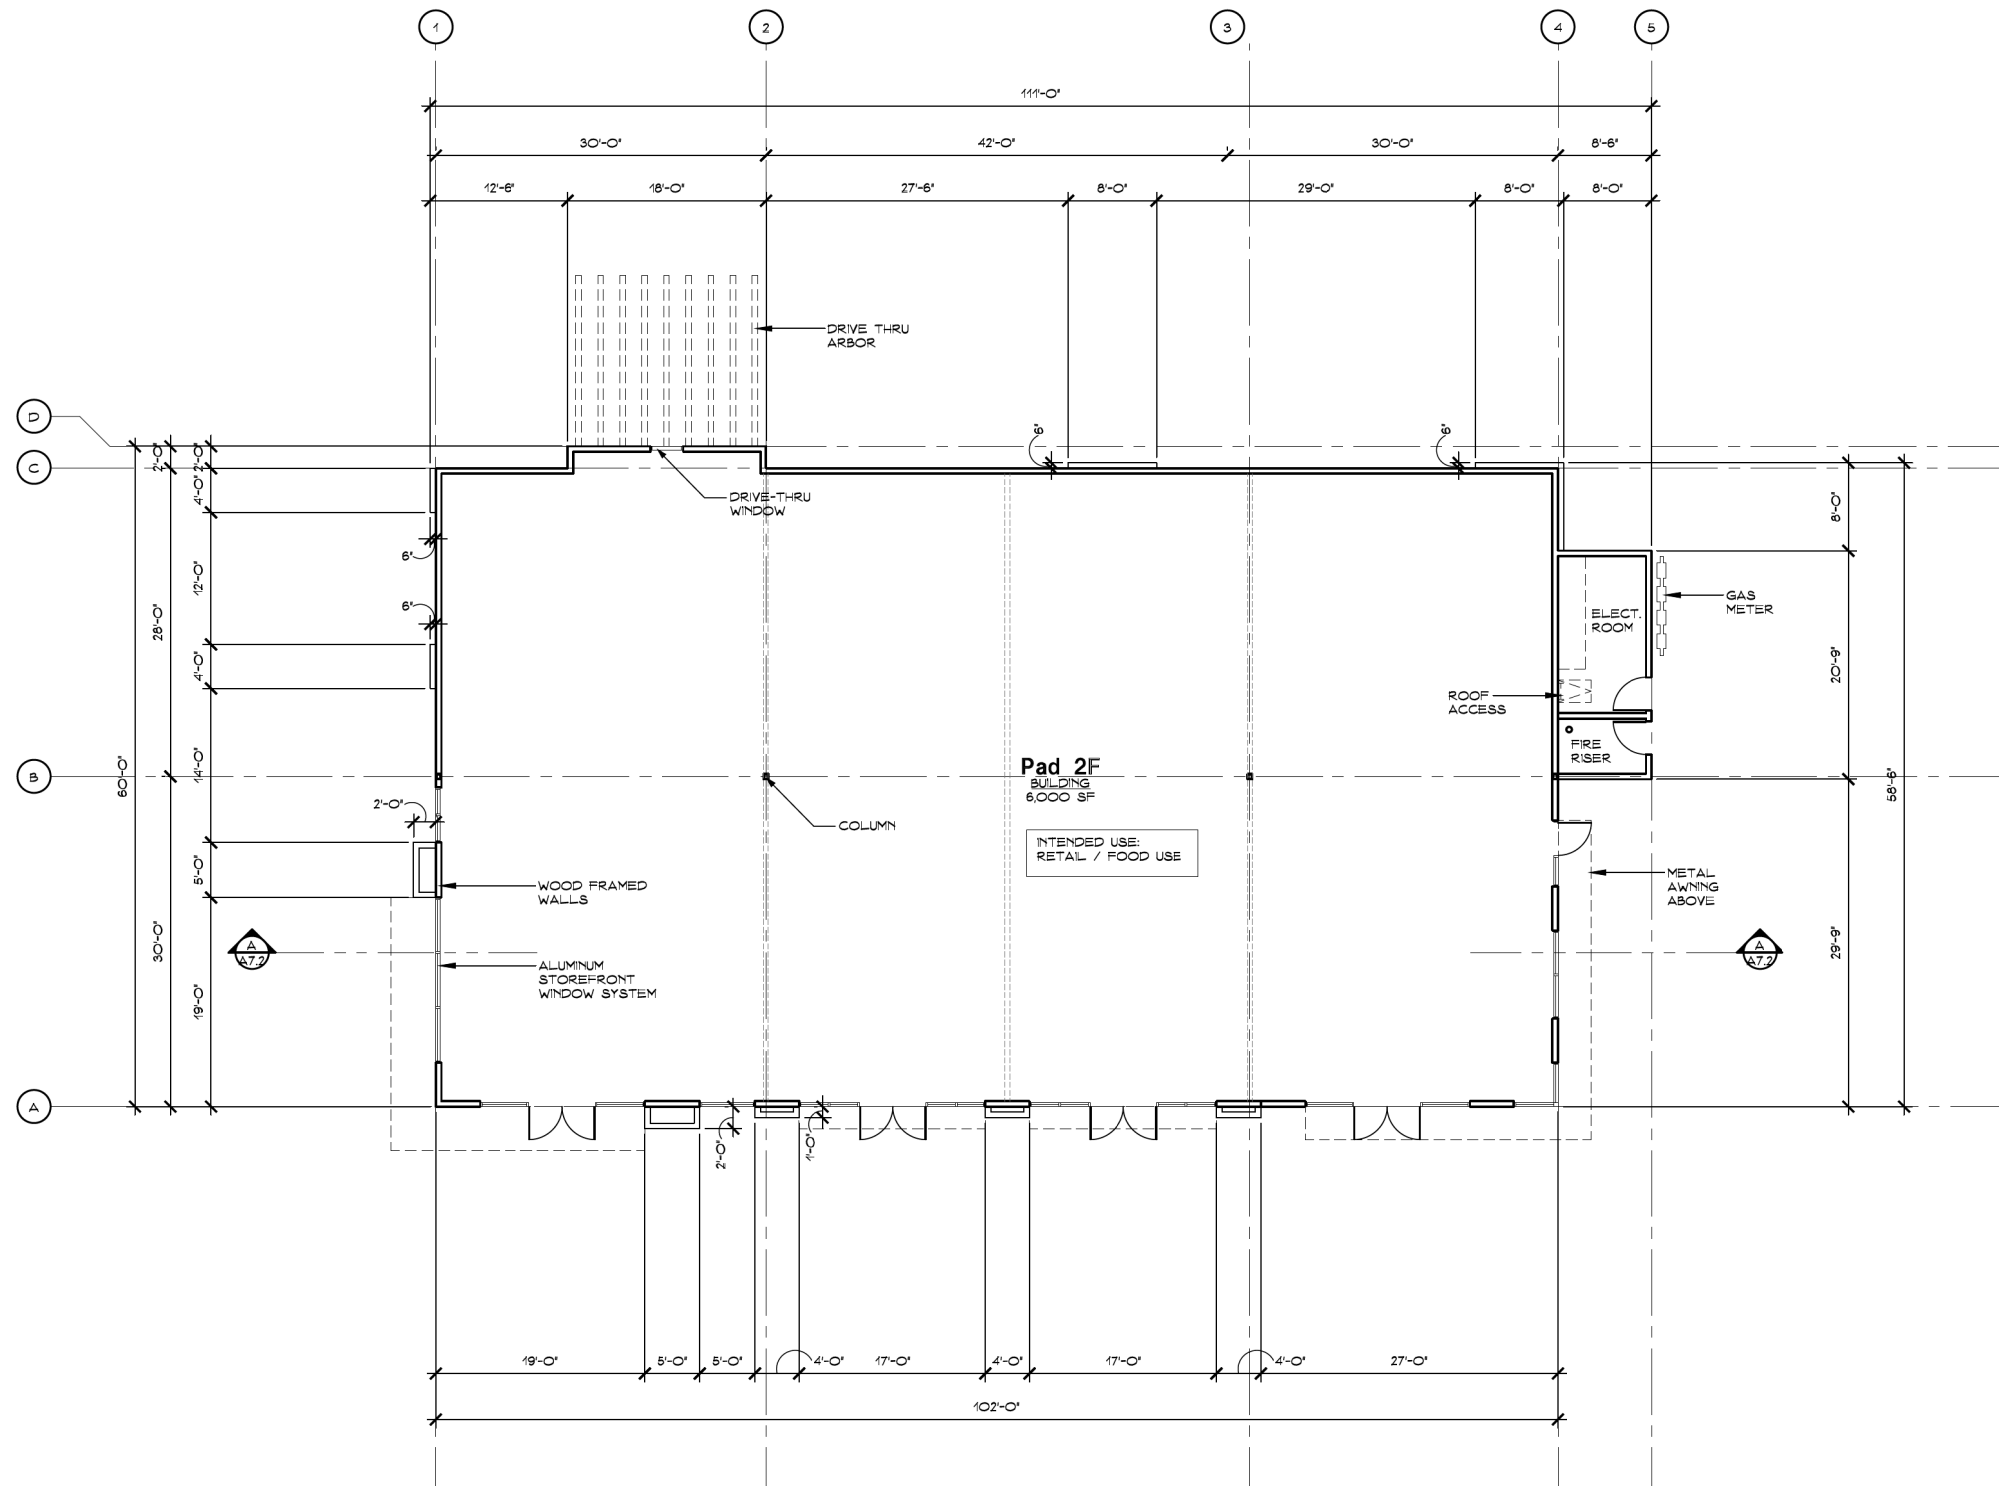 1 2 3 4 5
111'-0"
30'-0" 42'-0" 30'-0" 8'-6"
12'-6" 18'-0" 27'-6" 8'-0" 29'-0" 8'-0" 8'-0"
DRIVE THRU
ARBOR
D
6" 6"
C
2'-0" 2'-0"
4'-0"
DRIVE-THRU
WINDOW
8'-0"
6"
12'-0"
GAS
METER
6"
28'-0"
ELECT.
ROOM
4'-0"
20'-9"
ROOF
ACCESS
FIRE
RISER
14'-0"
60'-0"
B
Pad 2F
BUILDING
6,000 SF
58'-6"
2'-0"
COLUMN
INTENDED USE:
RETAIL / FOOD USE
5'-0"
WOOD FRAMED
WALLS
METAL
AWNING
ABOVE
30'-0"
29'-9"
A
A7.2
A
A7.2
ALUMINUM
STOREFRONT
WINDOW SYSTEM
19'-0"
A
2'-0" 1'-0"
19'-0" 5'-0" 5'-0" 4'-0" 17'-0" 4'-0" 17'-0" 4'-0" 27'-0"
102'-0"